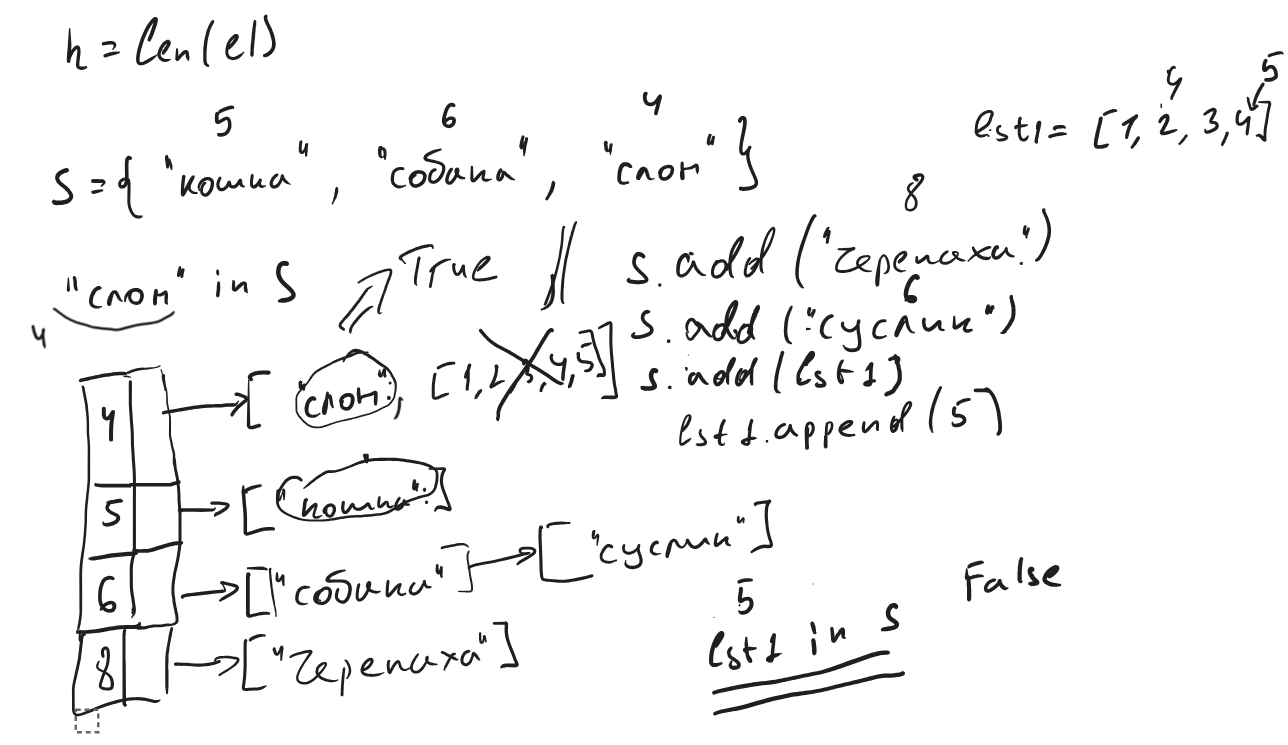 h = len(el)
5 6 4
S = { "кошка", "собака", "слон" }
4 5
lst1 = [1, 2, 3, 4]
"слон" in S
4
True
8
s.add("черепаха")
6
s.add("суслик")
s.add(lst1)
lst1.append(5)
4 ["слон", [1, 2, 3, 4, 5]]
5 ["кошка"]
6 ["собака"] ["суслик"]
8 ["черепаха"]
5
lst1 in s
False